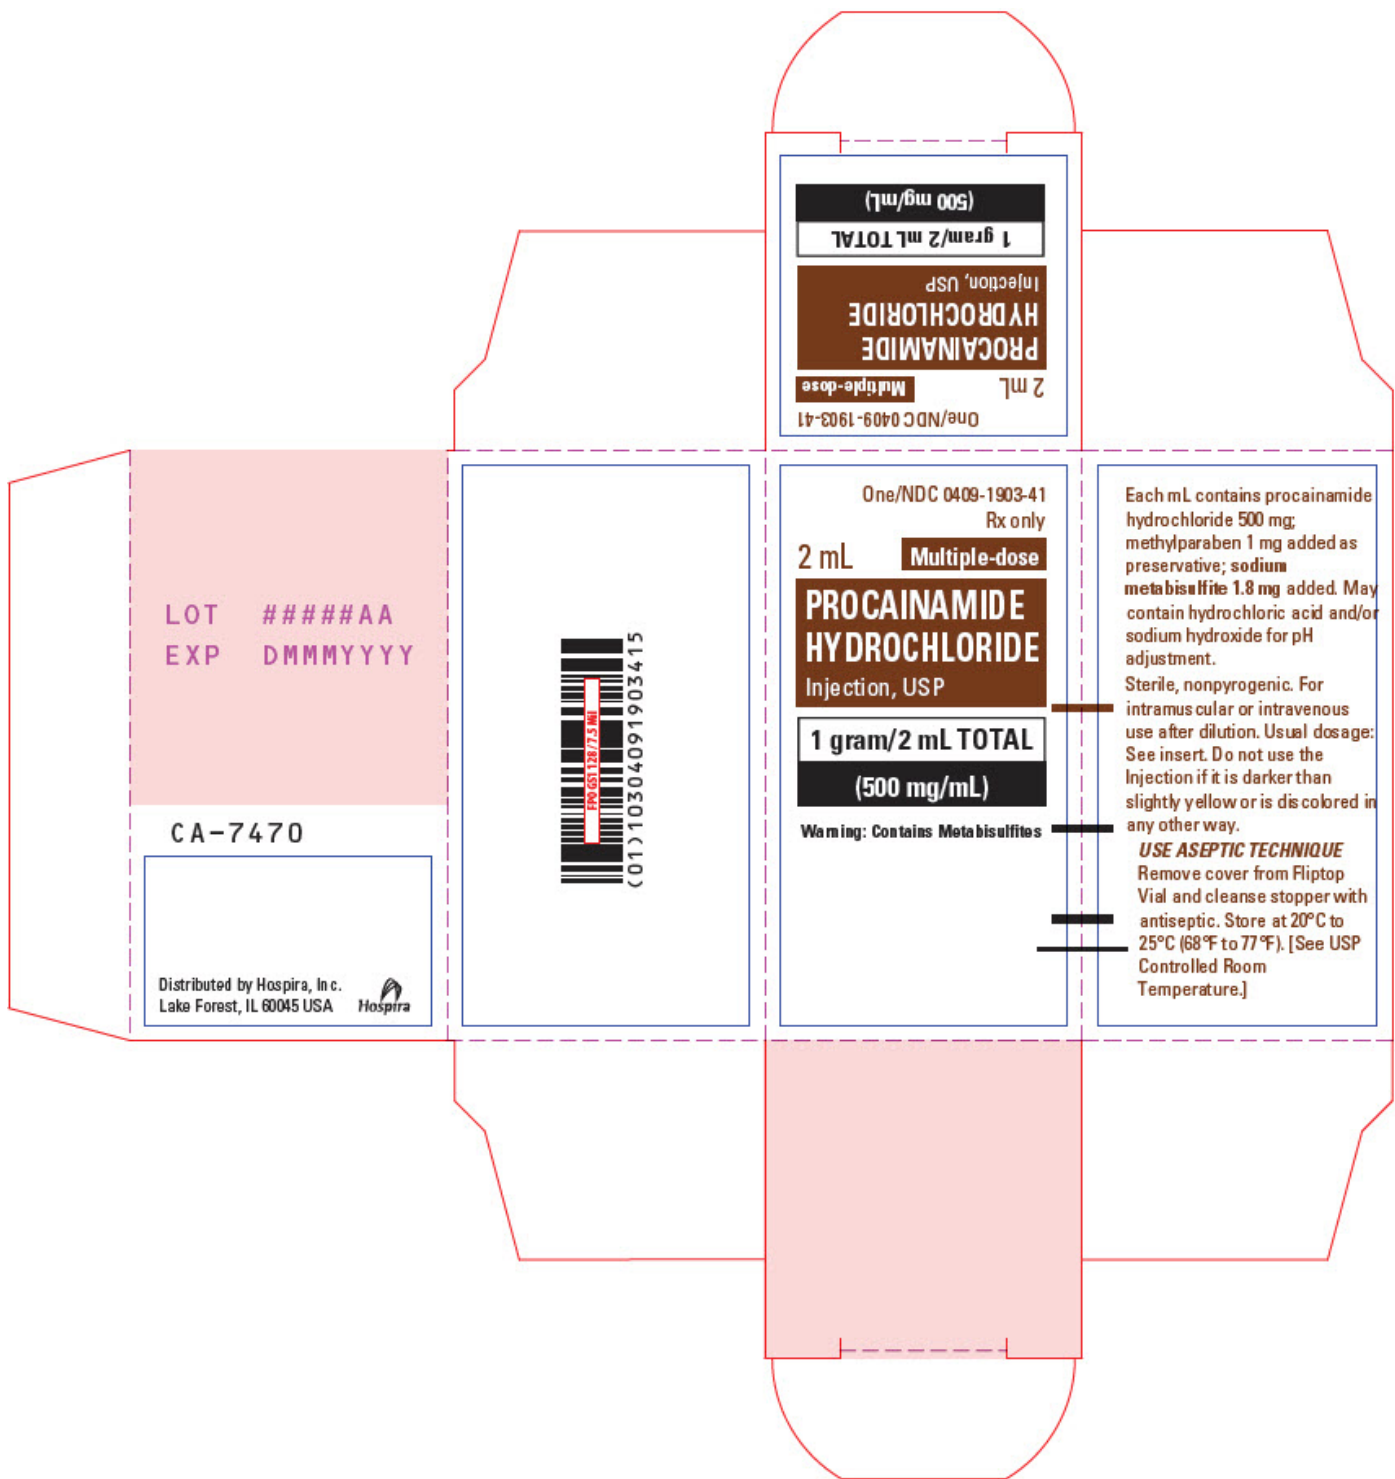 (500 mg/mL)
1 gram/2 mL TOTAL
Injection, USP
HYDROCHLORIDE
PROCAINAMIDE
Multiple-dose
2 mL
One/NDC 0409-1903-41
LOT #####AA
EXP DMMMYYYY
CA-7470
Distributed by Hospira, Inc.
Lake Forest, IL 60045 USA
Hospira
FPO GS1 128 / 7.5 Mil
(01)10304091903415
One/NDC 0409-1903-41
Rx only
2 mL
Multiple-dose
PROCAINAMIDE
HYDROCHLORIDE
Injection, USP
1 gram/2 mL TOTAL
(500 mg/mL)
Warning: Contains Metabisulfites
Each mL contains procainamide
hydrochloride 500 mg;
methylparaben 1 mg added as
preservative; sodium
metabisulfite 1.8 mg added. May
contain hydrochloric acid and/or
sodium hydroxide for pH
adjustment.
Sterile, nonpyrogenic. For
intramuscular or intravenous
use after dilution. Usual dosage:
See insert. Do not use the
Injection if it is darker than
slightly yellow or is discolored in
any other way.
USE ASEPTIC TECHNIQUE
Remove cover from Fliptop
Vial and cleanse stopper with
antiseptic. Store at 20°C to
25°C (68°F to 77°F). [See USP
Controlled Room
Temperature.]